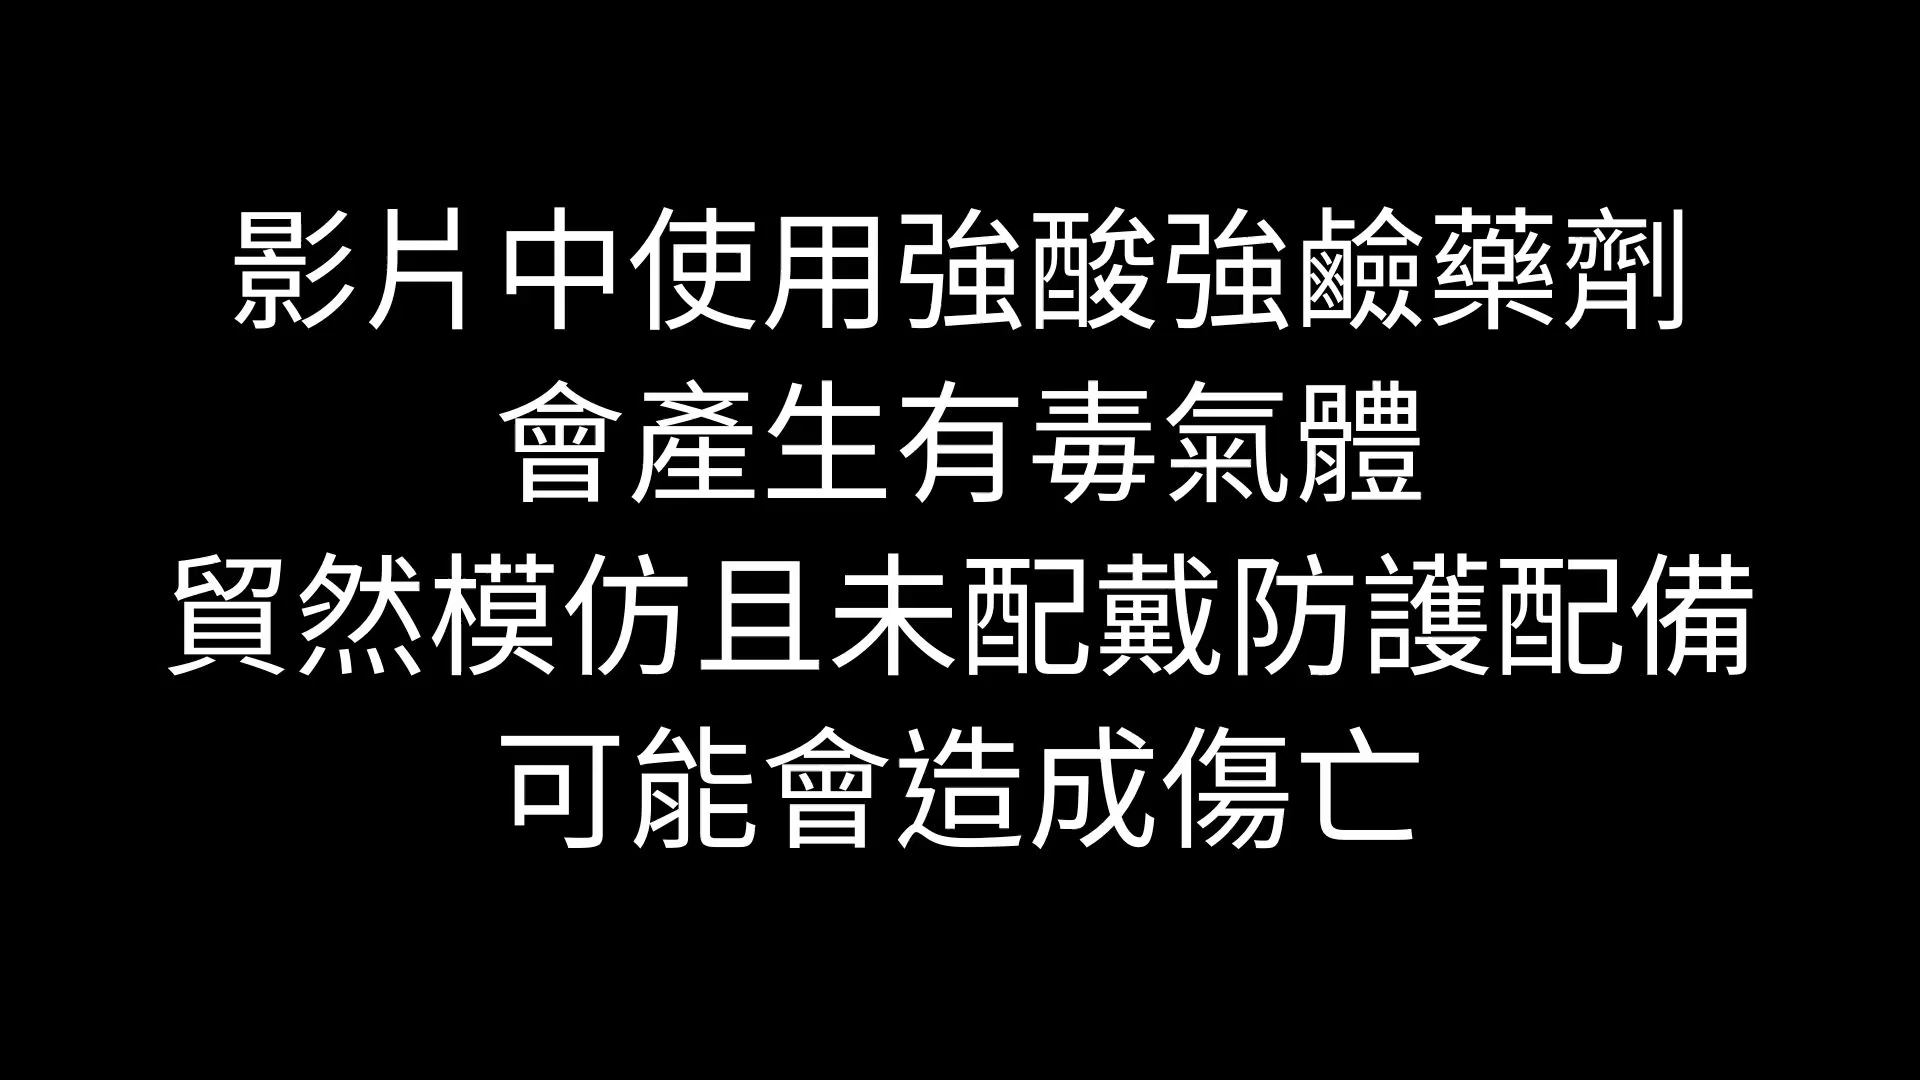 影片中使用強酸強鹼藥劑
會產生有毒氣體
貿然模仿且未配戴防護配備
可能會造成傷亡